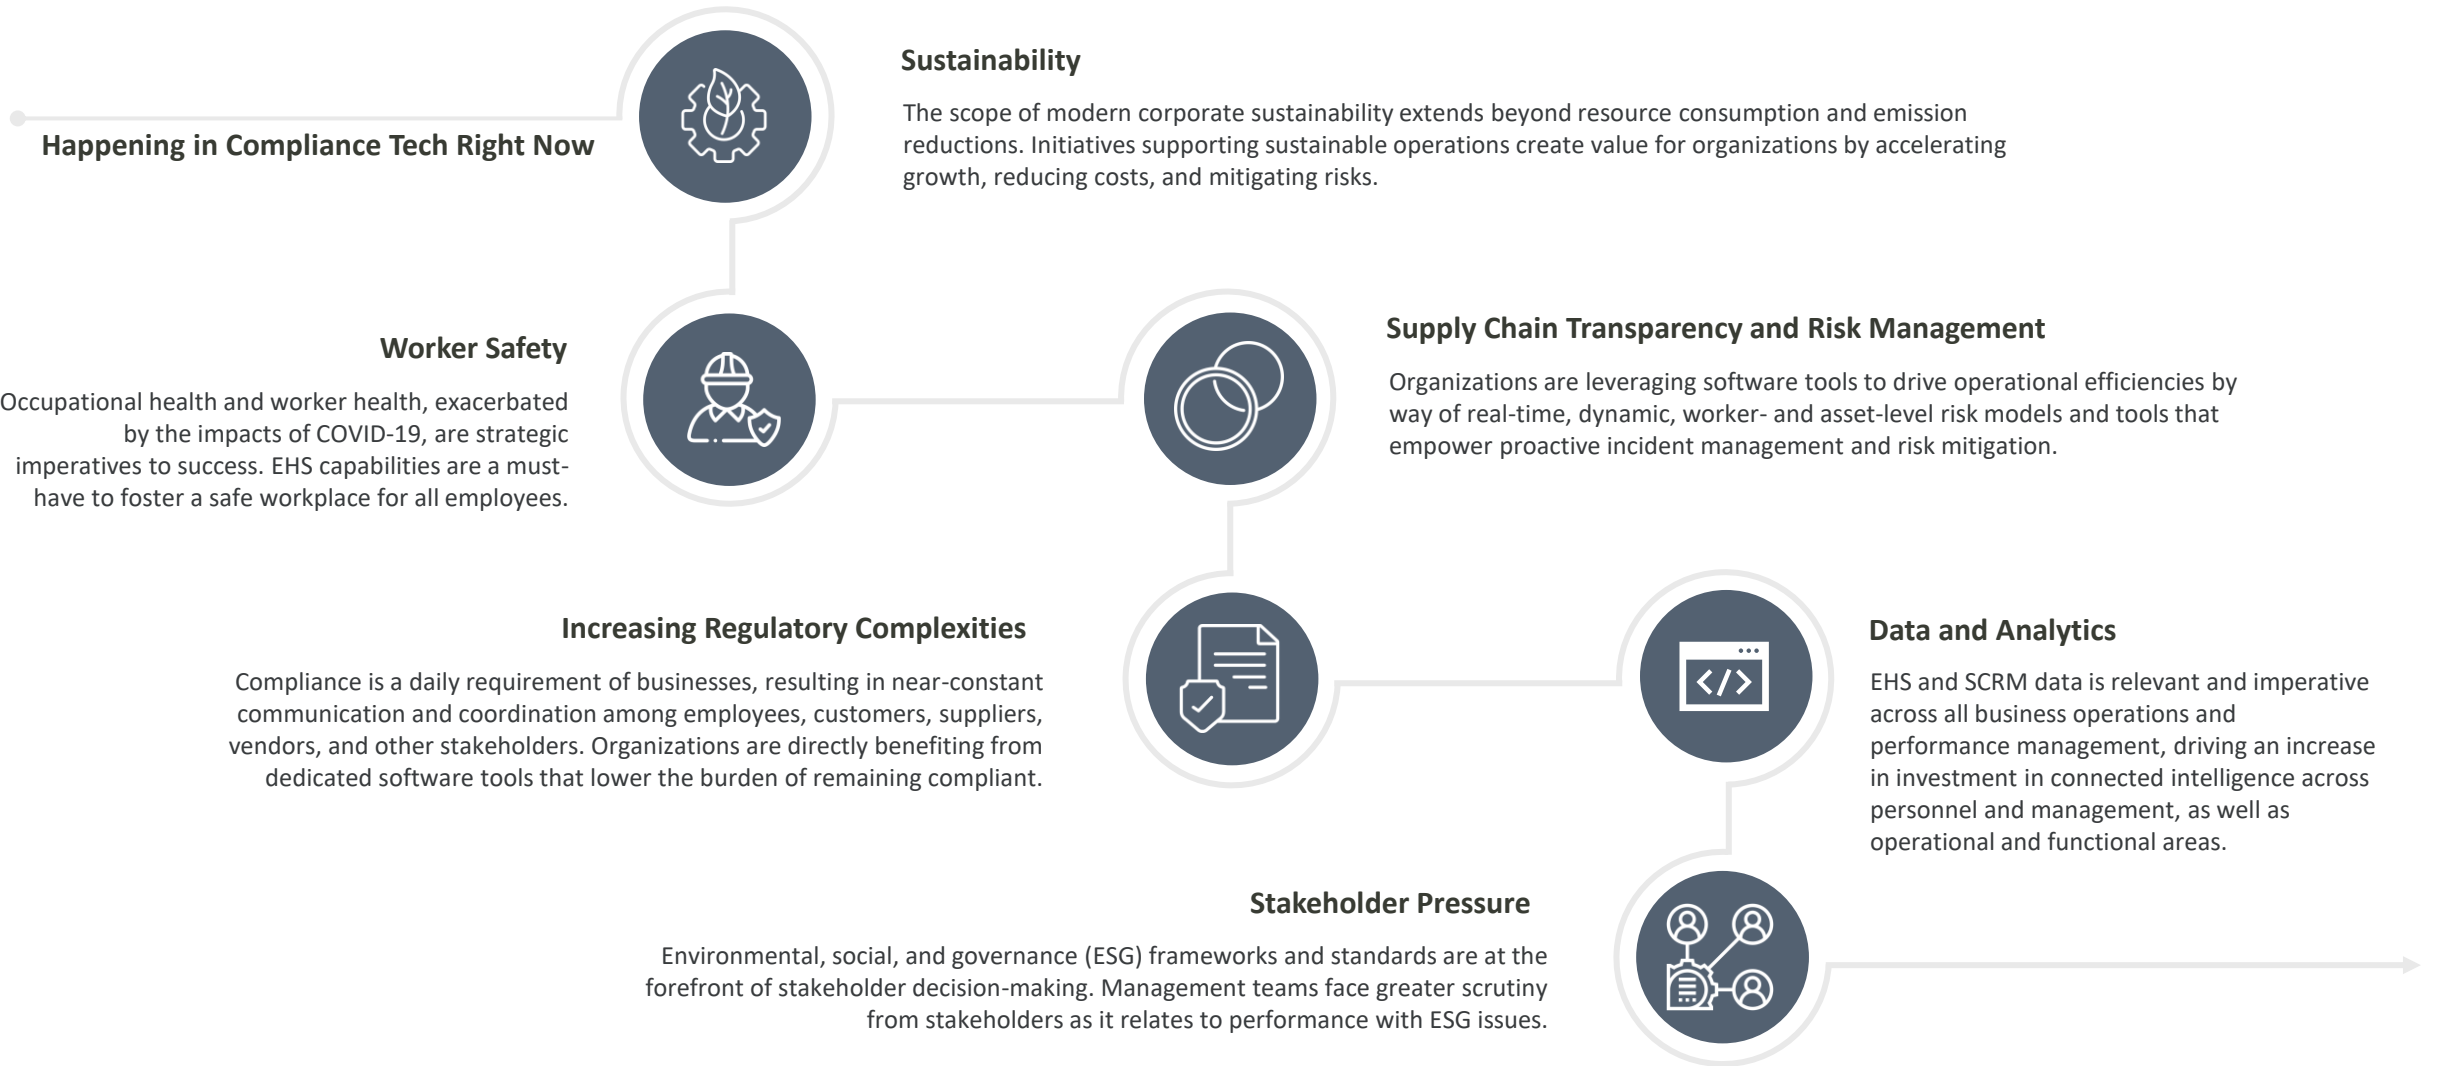 Happening in Compliance Tech Right Now
Sustainability
The scope of modern corporate sustainability extends beyond resource consumption and emission
reductions. Initiatives supporting sustainable operations create value for organizations by accelerating
growth, reducing costs, and mitigating risks.
Worker Safety
Occupational health and worker health, exacerbated
by the impacts of COVID-19, are strategic
imperatives to success. EHS capabilities are a must-
have to foster a safe workplace for all employees.
Supply Chain Transparency and Risk Management
Organizations are leveraging software tools to drive operational efficiencies by
way of real-time, dynamic, worker- and asset-level risk models and tools that
empower proactive incident management and risk mitigation.
Increasing Regulatory Complexities
Compliance is a daily requirement of businesses, resulting in near-constant
communication and coordination among employees, customers, suppliers,
vendors, and other stakeholders. Organizations are directly benefiting from
dedicated software tools that lower the burden of remaining compliant.
Data and Analytics
EHS and SCRM data is relevant and imperative
across all business operations and
performance management, driving an increase
in investment in connected intelligence across
personnel and management, as well as
operational and functional areas.
Stakeholder Pressure
Environmental, social, and governance (ESG) frameworks and standards are at the
forefront of stakeholder decision-making. Management teams face greater scrutiny
from stakeholders as it relates to performance with ESG issues.